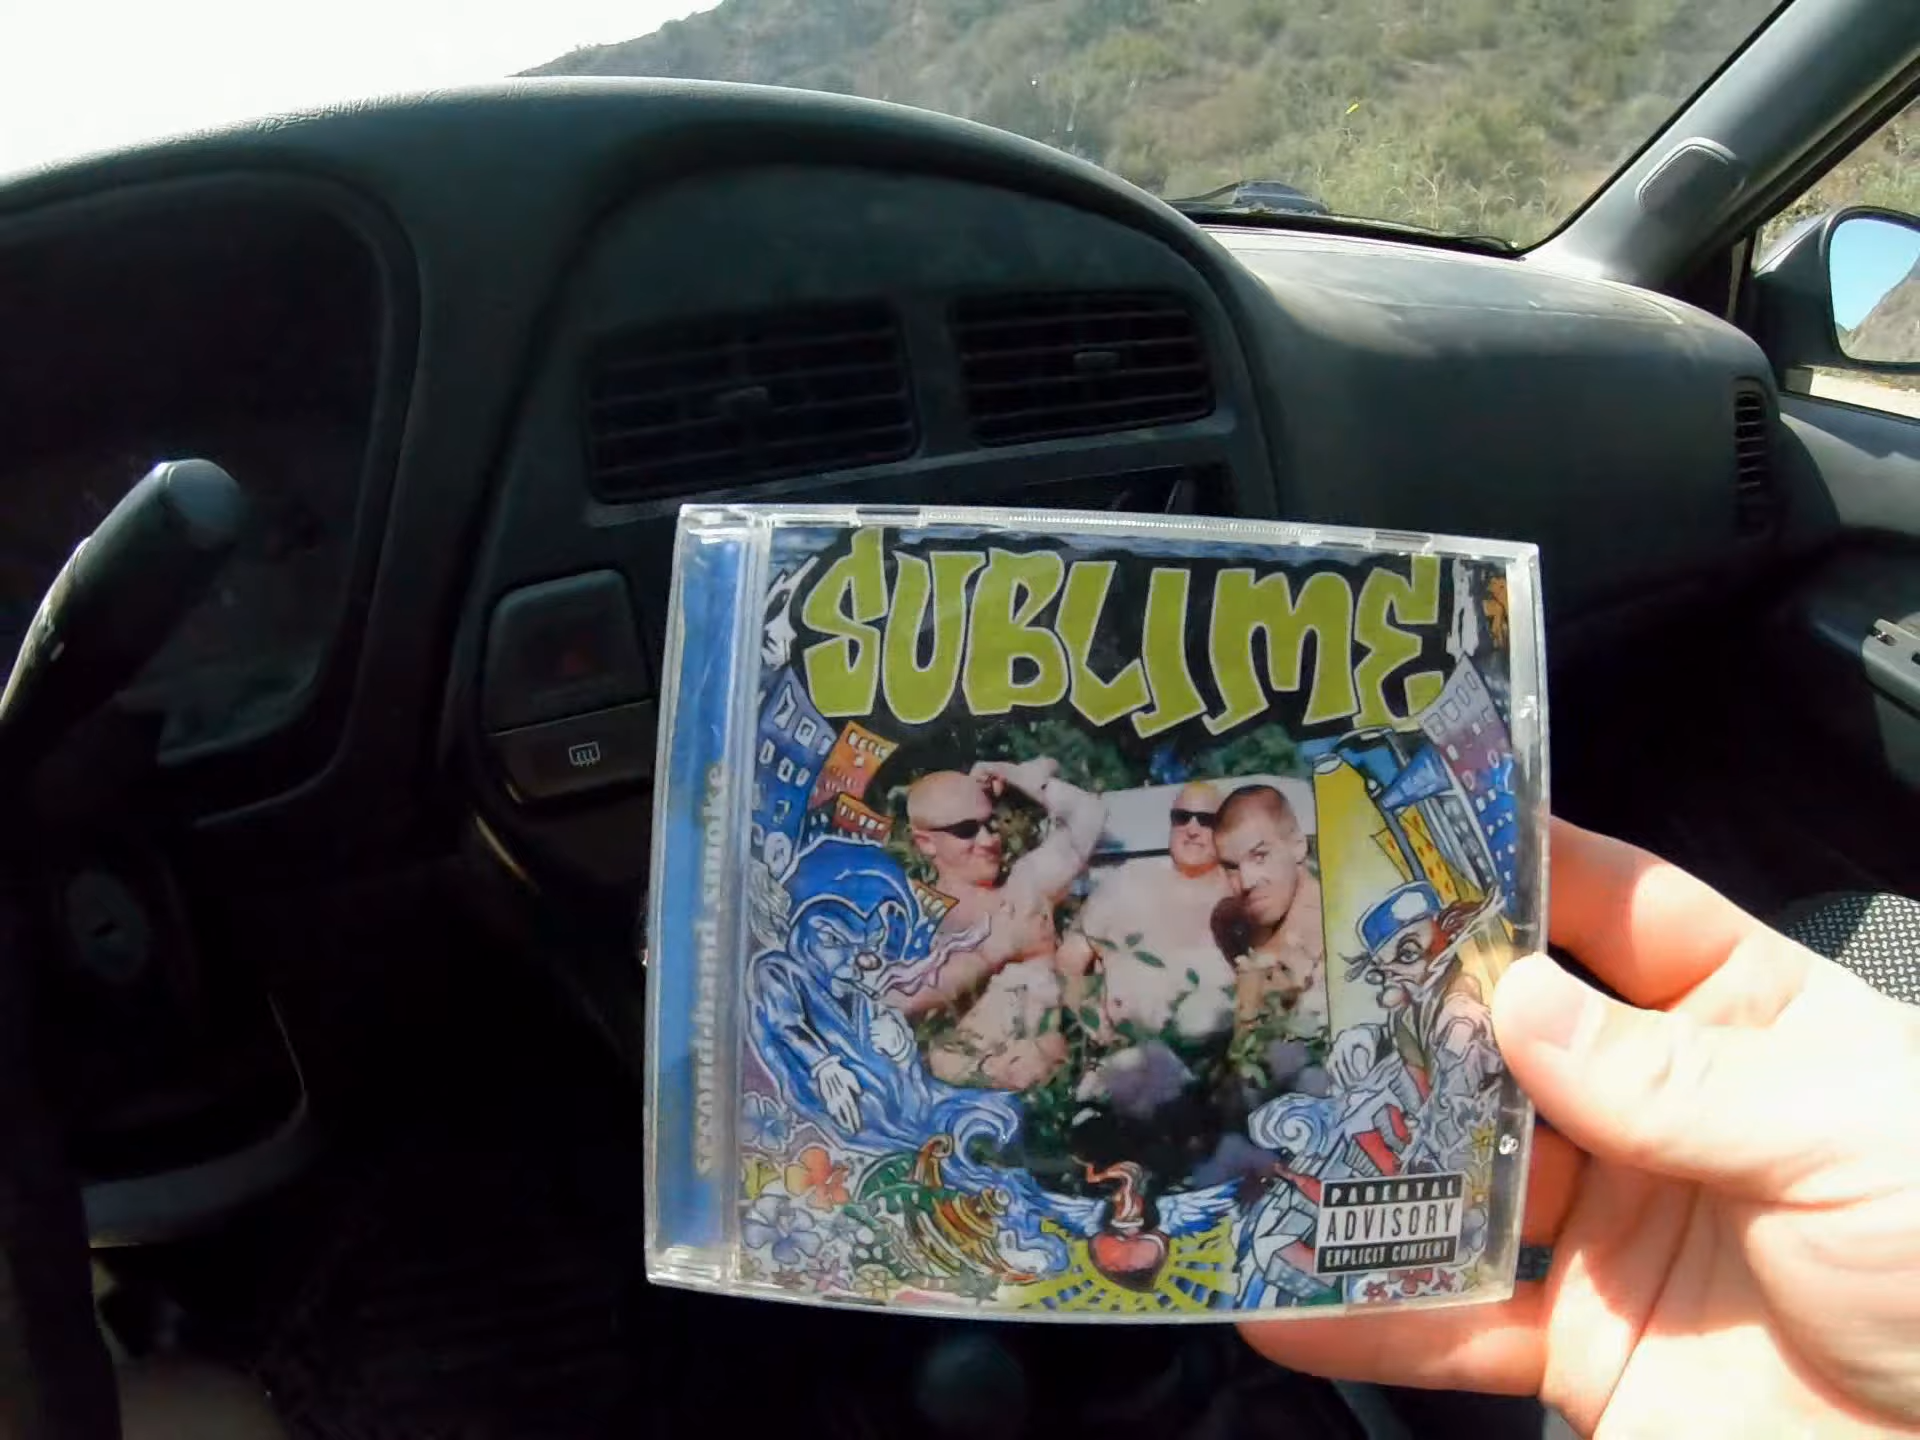 SUBLIME
second-hand smoke
PARENTAL
ADVISORY
EXPLICIT CONTENT